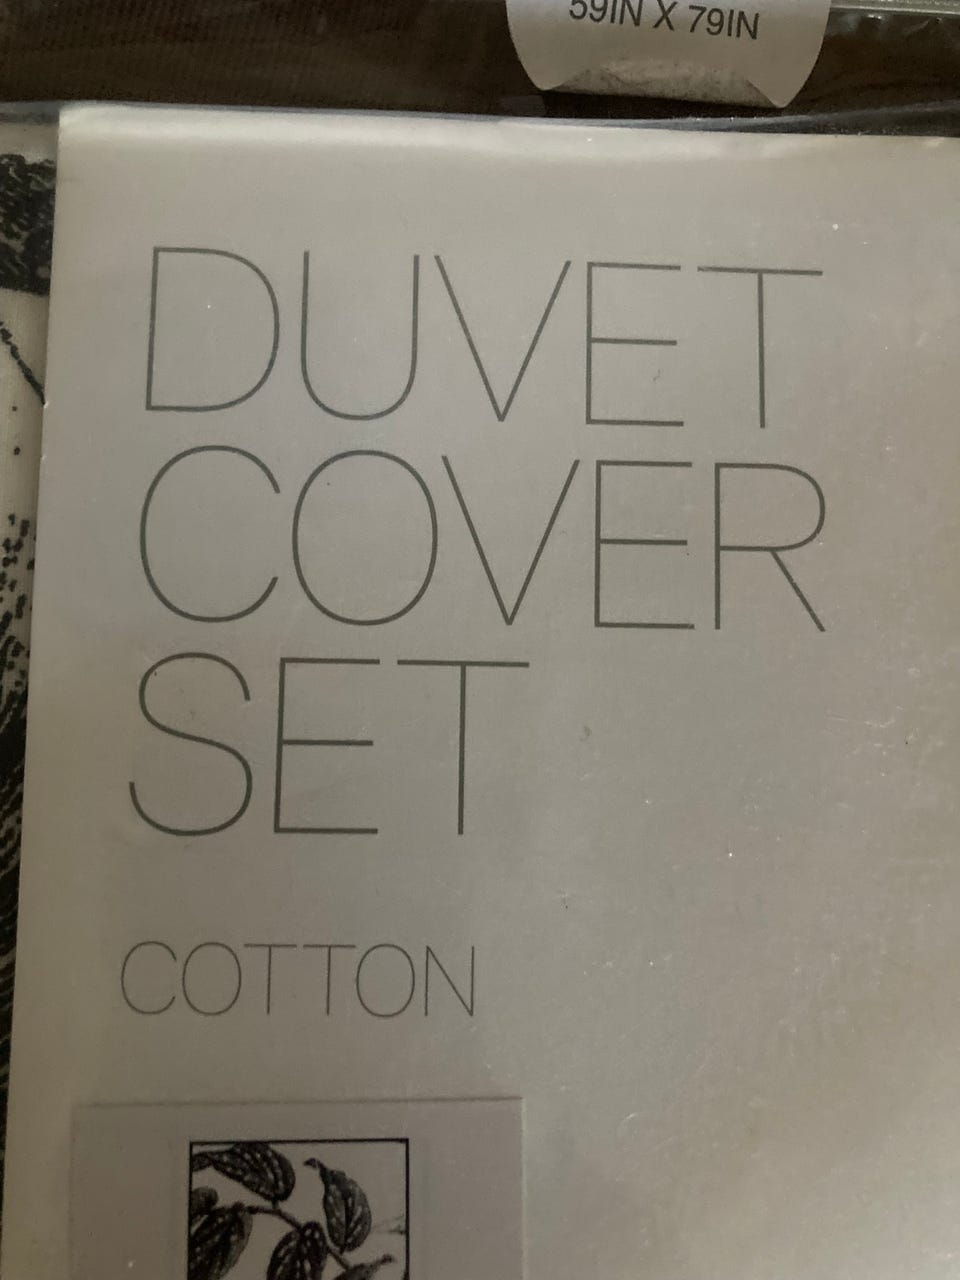 59IN X 79IN
DUVET
COVER
SET
COTTON